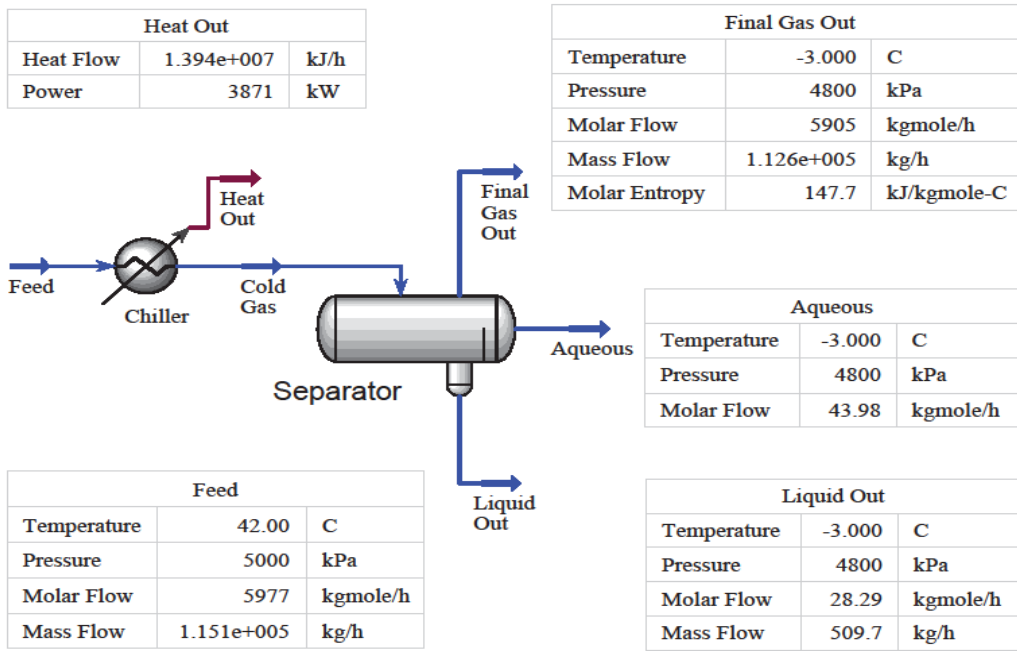 Heat Out
Heat Flow 1.394e+007 kJ/h
Power 3871 kW
Final Gas Out
Temperature -3.000 C
Pressure 4800 kPa
Molar Flow 5905 kgmole/h
Mass Flow 1.126e+005 kg/h
Molar Entropy 147.7 kJ/kgmole-C
Heat
Out
Final
Gas
Out
Feed
Chiller
Cold
Gas
Aqueous
Separator
Liquid
Out
Aqueous
Temperature -3.000 C
Pressure 4800 kPa
Molar Flow 43.98 kgmole/h
Feed
Temperature 42.00 C
Pressure 5000 kPa
Molar Flow 5977 kgmole/h
Mass Flow 1.151e+005 kg/h
Liquid Out
Temperature -3.000 C
Pressure 4800 kPa
Molar Flow 28.29 kgmole/h
Mass Flow 509.7 kg/h